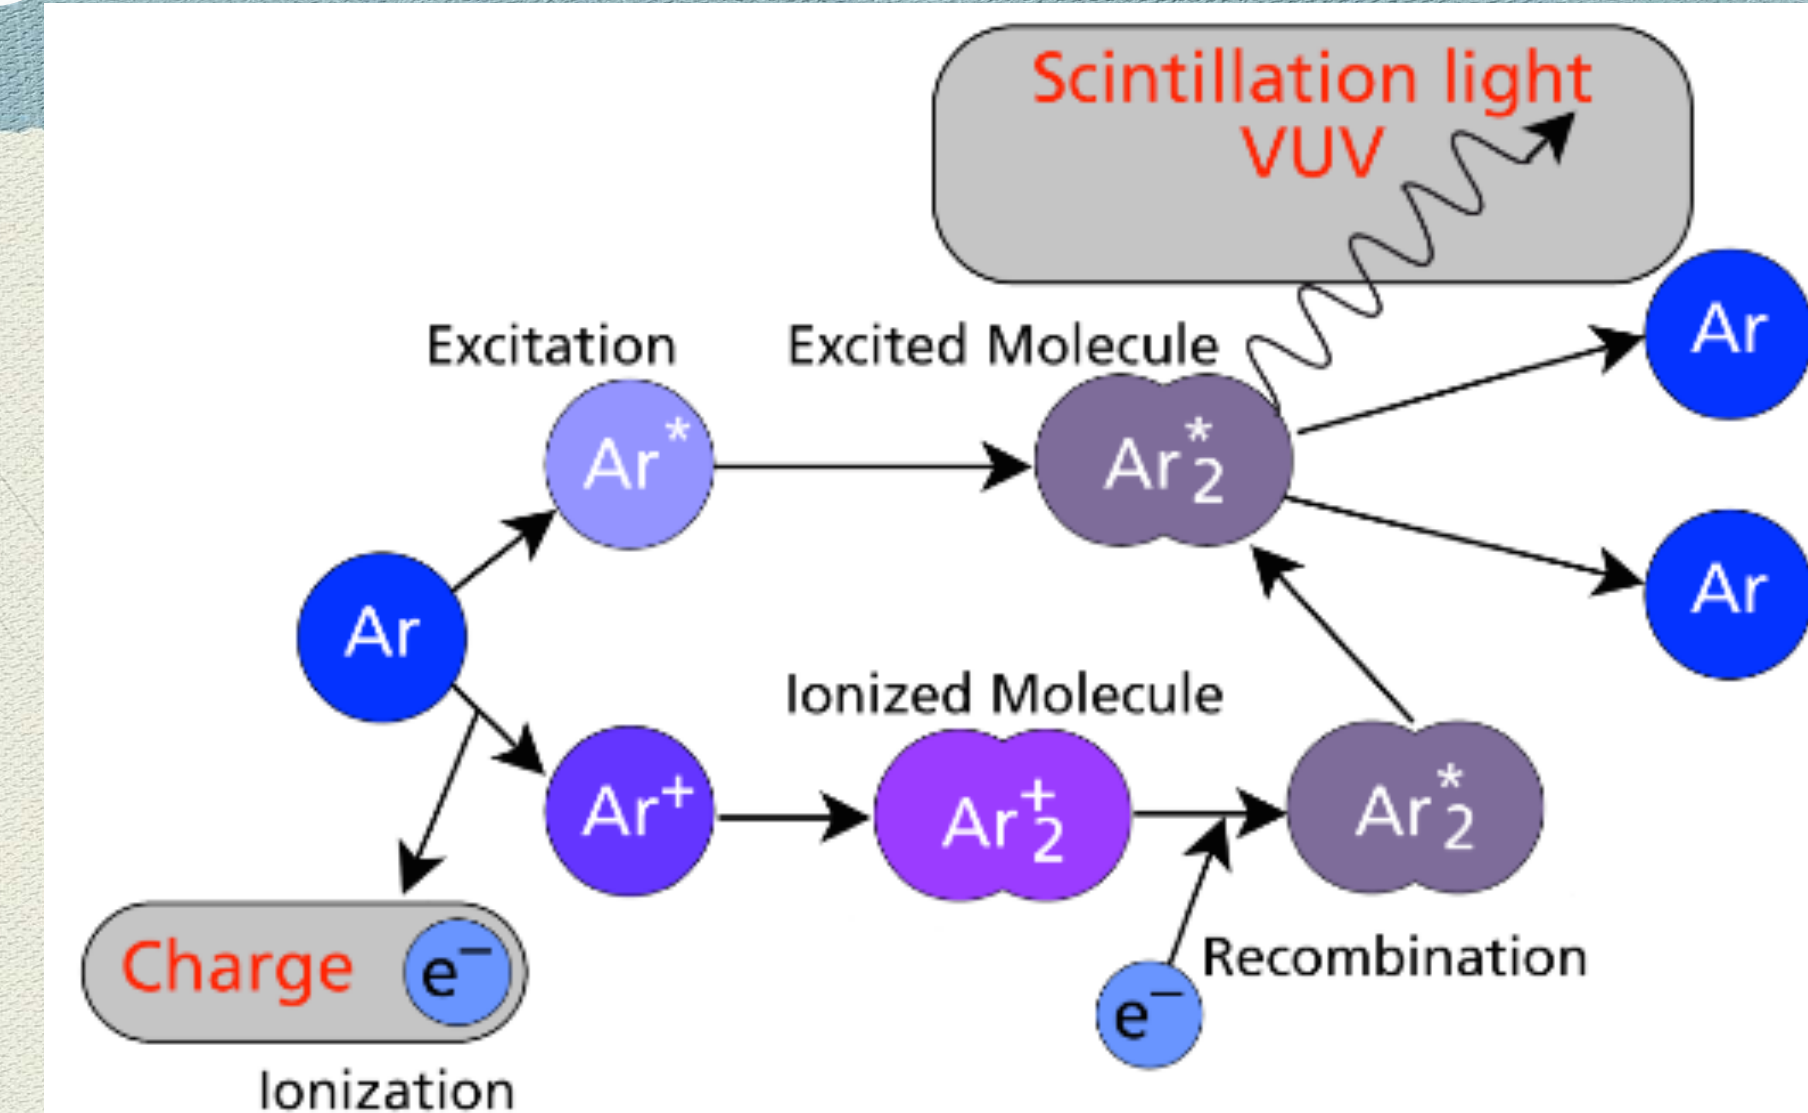 Scintillation light
VUV
Excitation
Excited Molecule
Ar
Ar*
Ar₂*
Ar
Ar
Ionized Molecule
Ar⁺
Ar₂⁺
Ar₂*
Charge e⁻
Recombination
e⁻
Ionization